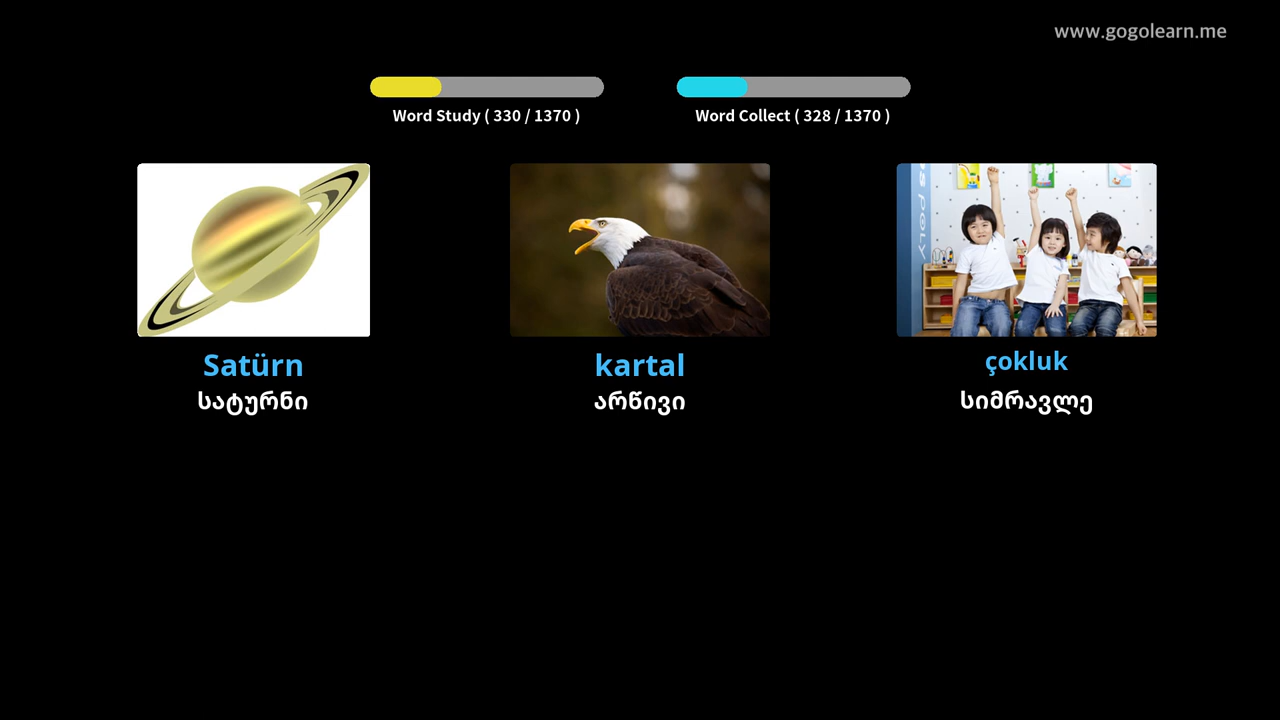 www.gogolearn.me
Word Study ( 330 / 1370 )
Word Collect ( 328 / 1370 )
Satürn
სატურნი
kartal
არწივი
çokluk
სიმრავლე